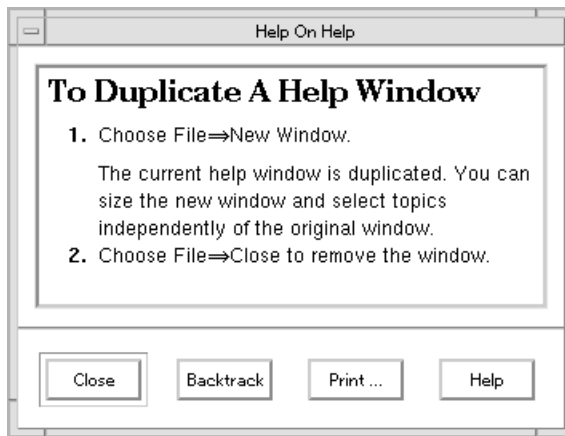 Help On Help
To Duplicate A Help Window
1. Choose File⇒New Window.
The current help window is duplicated. You can
size the new window and select topics
independently of the original window.
2. Choose File⇒Close to remove the window.
Close Backtrack Print ... Help